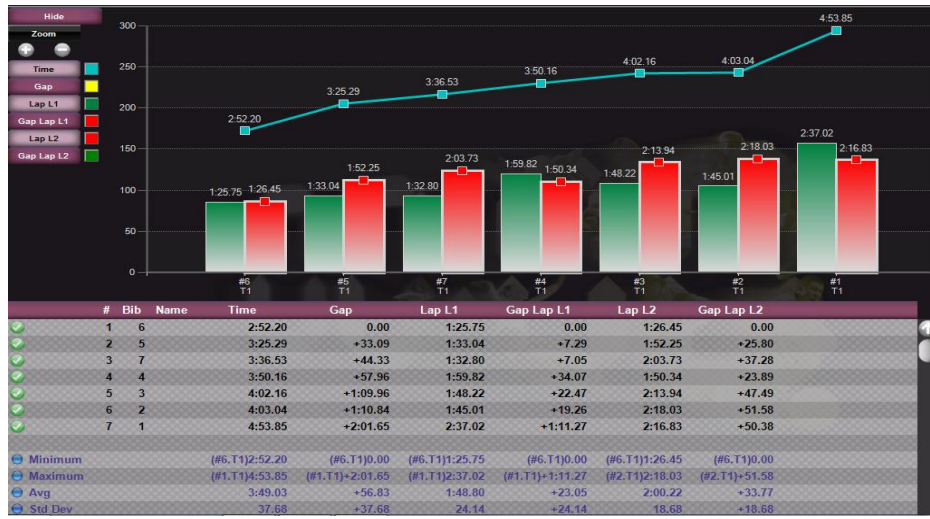 Hide
Zoom
Time
Gap
Lap L1
Gap Lap L1
Lap L2
Gap Lap L2
300
250
200
150
100
50
0
2:52.20
3:25.29
3:36.53
3:50.16
4:02.16
4:03.04
4:53.85
1:25.75 1:26.45
1:33.04 1:52.25
1:32.80 2:03.73
1:59.82 1:50.34
1:48.22 2:13.94
1:45.01 2:18.03
2:37.02 2:16.83
#6 #5 #7 #4 #3 #2 #1
T1 T1 T1 T1 T1 T1 T1
# Bib Name Time Gap Lap L1 Gap Lap L1 Lap L2 Gap Lap L2
1 6 2:52.20 0.00 1:25.75 0.00 1:26.45 0.00
2 5 3:25.29 +33.09 1:33.04 +7.29 1:52.25 +25.80
3 7 3:36.53 +44.33 1:32.80 +7.05 2:03.73 +37.28
4 4 3:50.16 +57.96 1:59.82 +34.07 1:50.34 +23.89
5 3 4:02.16 +1:09.96 1:48.22 +22.47 2:13.94 +47.49
6 2 4:03.04 +1:10.84 1:45.01 +19.26 2:18.03 +51.58
7 1 4:53.85 +2:01.65 2:37.02 +1:11.27 2:16.83 +50.38
Minimum (#6.T1)2:52.20 (#6.T1)0.00 (#6.T1)1:25.75 (#6.T1)0.00 (#6.T1)1:26.45 (#6.T1)0.00
Maximum (#1.T1)4:53.85 (#1.T1)+2:01.65 (#1.T1)2:37.02 (#1.T1)+1:11.27 (#2.T1)2:18.03 (#2.T1)+51.58
Avg 3:49.03 +56.83 1:48.80 +23.05 2:00.22 +33.77
Std Dev 37.68 +37.68 24.14 +24.14 18.68 +18.68